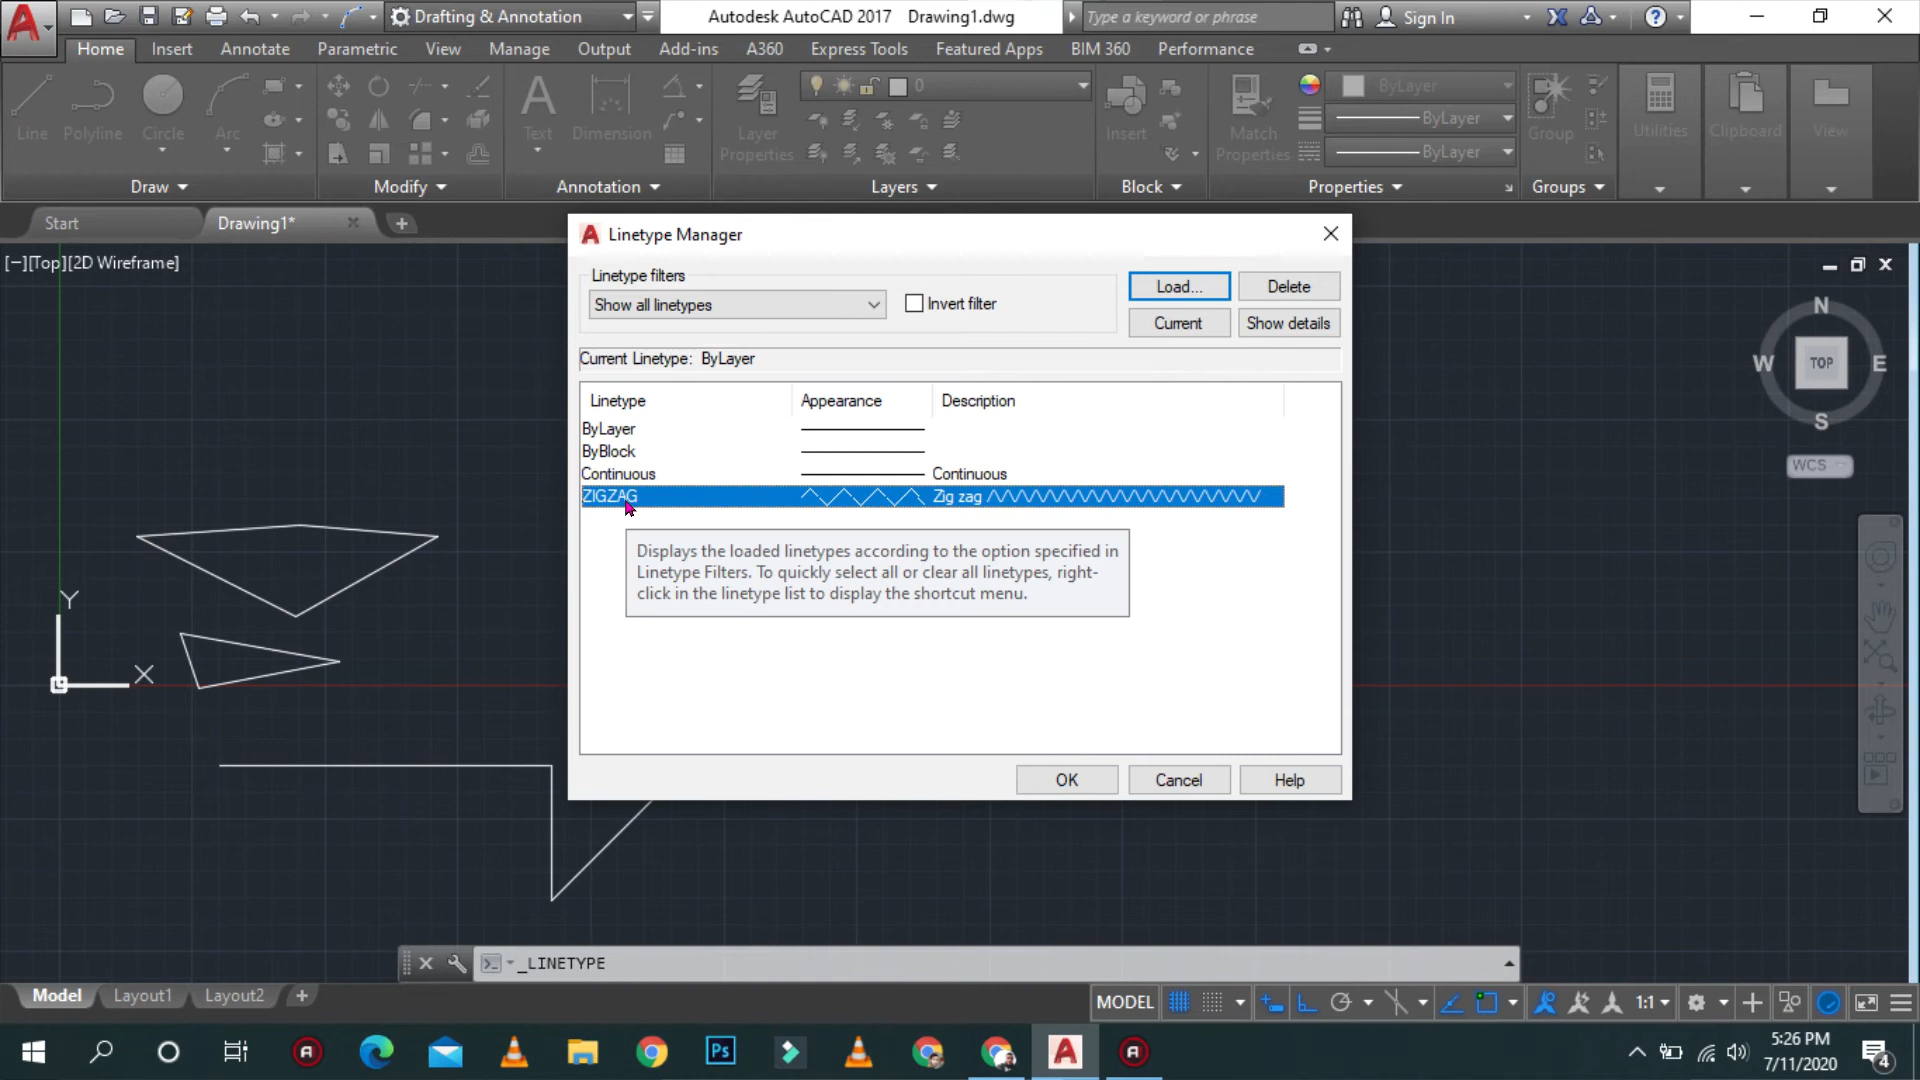 Drafting & Annotation
Autodesk AutoCAD 2017 Drawing1.dwg
Type a keyword or phrase
Sign In
Home Insert Annotate Parametric View Manage Output Add-ins A360 Express Tools Featured Apps BIM 360 Performance
Line Polyline Circle Arc
Text Dimension
Layer Properties
0
Insert
Match Properties
ByLayer
ByLayer
ByLayer
Group
Utilities
Clipboard
View
Draw Modify Annotation Layers Block Properties Groups
Start Drawing1*
[−][Top][2D Wireframe]
Linetype Manager
Linetype filters
Show all linetypes
Invert filter
Load... Delete
Current Show details
Current Linetype: ByLayer
Linetype Appearance Description
ByLayer
ByBlock
Continuous Continuous
ZIGZAG Zig zag /\/\/\/\/\/\/\/\/\/\/\/\/\/\/\/\/\/\/\/\/
Displays the loaded linetypes according to the option specified in
Linetype Filters. To quickly select all or clear all linetypes, right-
click in the linetype list to display the shortcut menu.
OK Cancel Help
N
W TOP E
S
WCS
Y
X
_LINETYPE
Model Layout1 Layout2
MODEL
1:1
Ps
5:26 PM
7/11/2020
4